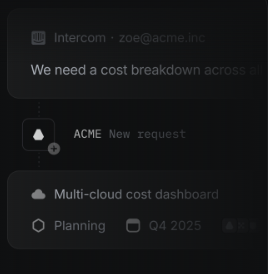 Intercom · zoe@acme.inc
We need a cost breakdown across
ACME New request
Multi-cloud cost dashboard
Planning Q4 2025